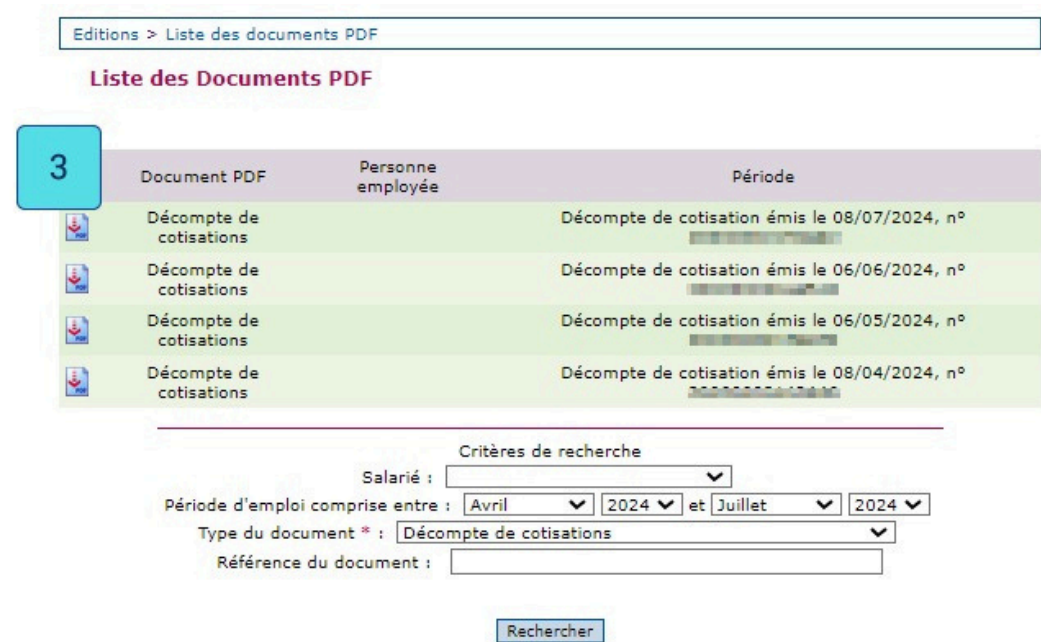 Editions > Liste des documents PDF
Liste des Documents PDF
3
Document PDF
Personne
employée
Période
Décompte de
cotisations
Décompte de cotisation émis le 08/07/2024, nº
Décompte de
cotisations
Décompte de cotisation émis le 06/06/2024, nº
Décompte de
cotisations
Décompte de cotisation émis le 06/05/2024, nº
Décompte de
cotisations
Décompte de cotisation émis le 08/04/2024, nº
Critères de recherche
Salarié :
Période d'emploi comprise entre : Avril 2024 et Juillet 2024
Type du document * : Décompte de cotisations
Référence du document :
Rechercher